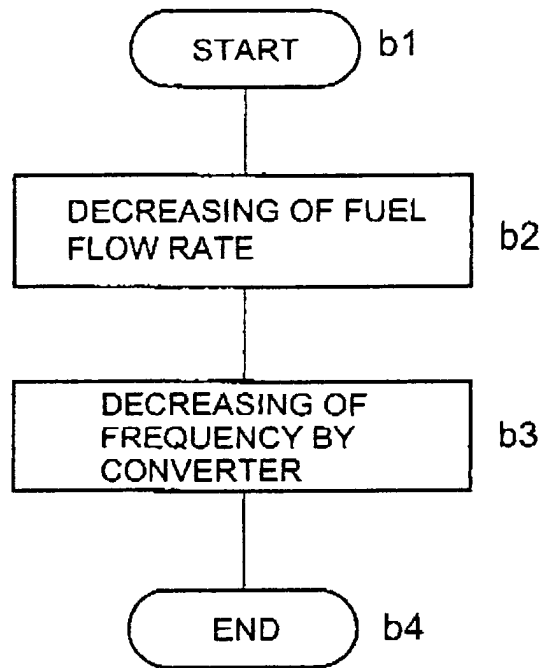 START b1
DECREASING OF FUEL
FLOW RATE
b2
DECREASING OF
FREQUENCY BY
CONVERTER
b3
END b4